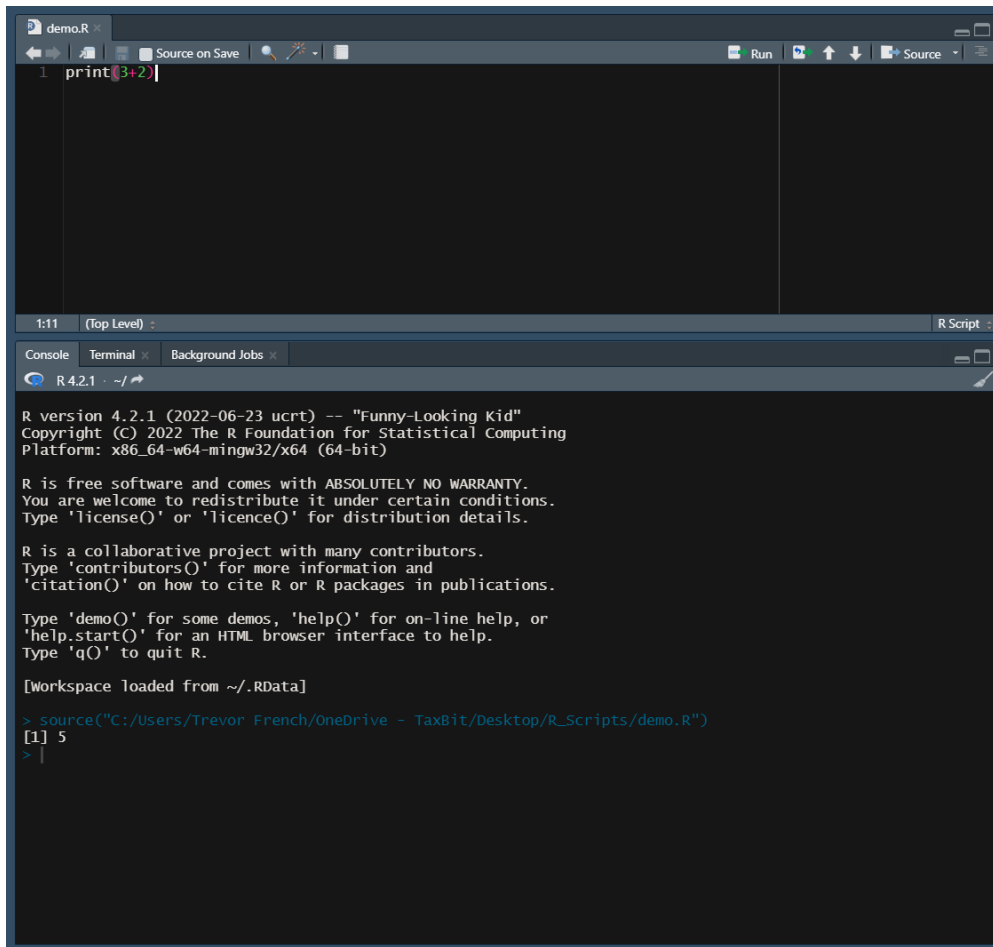 demo.R
Source on Save Run Source
1 print(3+2)
1:11 (Top Level) R Script
Console Terminal Background Jobs
R 4.2.1 · ~/
R version 4.2.1 (2022-06-23 ucrt) -- "Funny-Looking Kid"
Copyright (C) 2022 The R Foundation for Statistical Computing
Platform: x86_64-w64-mingw32/x64 (64-bit)
R is free software and comes with ABSOLUTELY NO WARRANTY.
You are welcome to redistribute it under certain conditions.
Type 'license()' or 'licence()' for distribution details.
R is a collaborative project with many contributors.
Type 'contributors()' for more information and
'citation()' on how to cite R or R packages in publications.
Type 'demo()' for some demos, 'help()' for on-line help, or
'help.start()' for an HTML browser interface to help.
Type 'q()' to quit R.
[Workspace loaded from ~/.RData]
> source("C:/Users/Trevor French/OneDrive - TaxBit/Desktop/R_Scripts/demo.R")
[1] 5
>